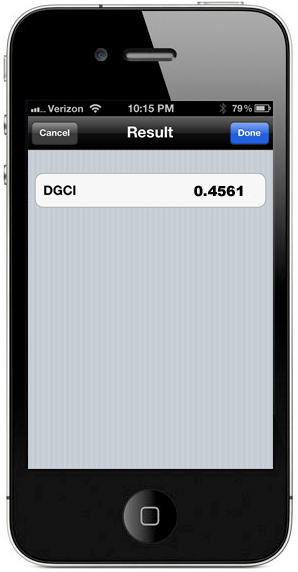 Verizon 10:15 PM 79%
Cancel Result Done
DGCI 0.4561